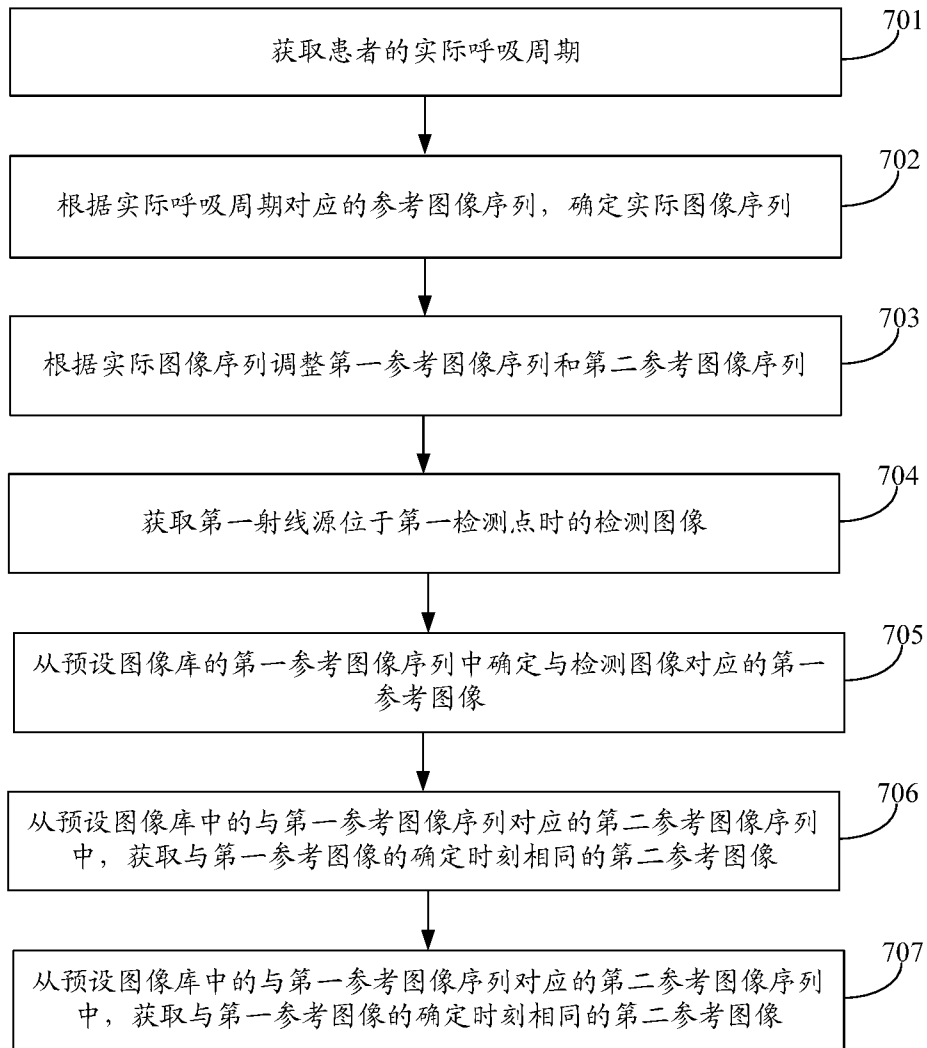 获取患者的实际呼吸周期
701
根据实际呼吸周期对应的参考图像序列，确定实际图像序列
702
根据实际图像序列调整第一参考图像序列和第二参考图像序列
703
获取第一射线源位于第一检测点时的检测图像
704
从预设图像库的第一参考图像序列中确定与检测图像对应的第一
参考图像
705
从预设图像库中的与第一参考图像序列对应的第二参考图像序列
中，获取与第一参考图像的确定时刻相同的第二参考图像
706
从预设图像库中的与第一参考图像序列对应的第二参考图像序列
中，获取与第一参考图像的确定时刻相同的第二参考图像
707